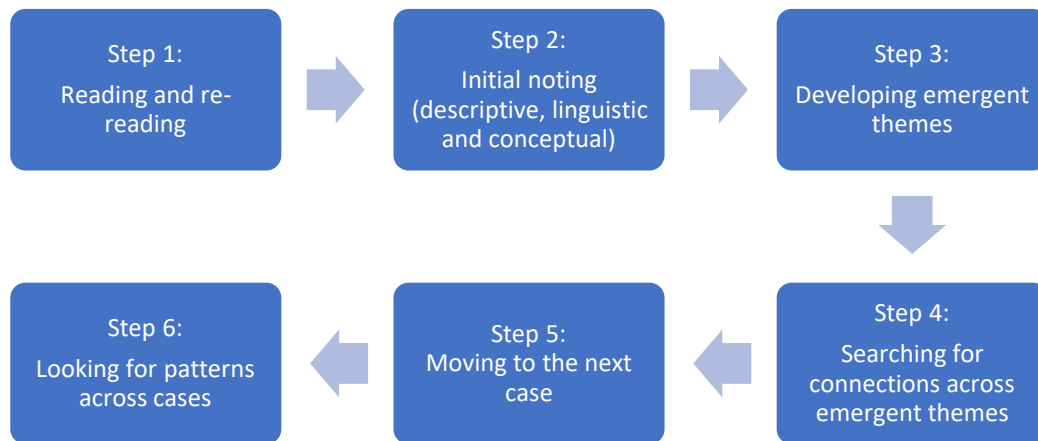 Step 1:
Reading and re-
reading
Step 2:
Initial noting
(descriptive, linguistic
and conceptual)
Step 3:
Developing emergent
themes
Step 4:
Searching for
connections across
emergent themes
Step 5:
Moving to the next
case
Step 6:
Looking for patterns
across cases